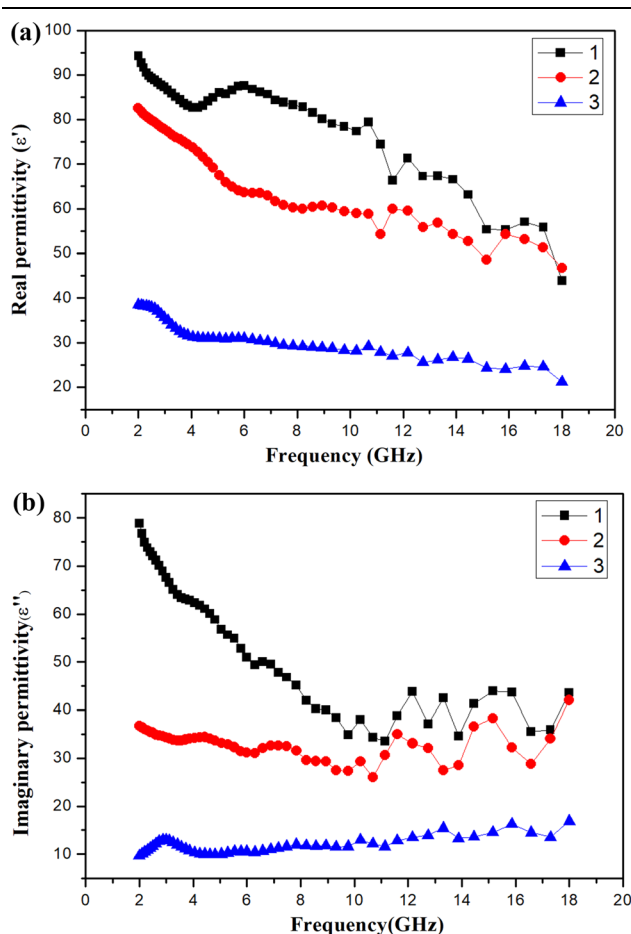 (a)
100
90
80
70
60
50
40
30
20
Real permittivity (ε')
1
2
3
0 2 4 6 8 10 12 14 16 18 20
Frequency (GHz)
(b)
80
70
60
50
40
30
20
10
Imaginary permittivity(ε'')
1
2
3
0 2 4 6 8 10 12 14 16 18 20
Frequency(GHz)